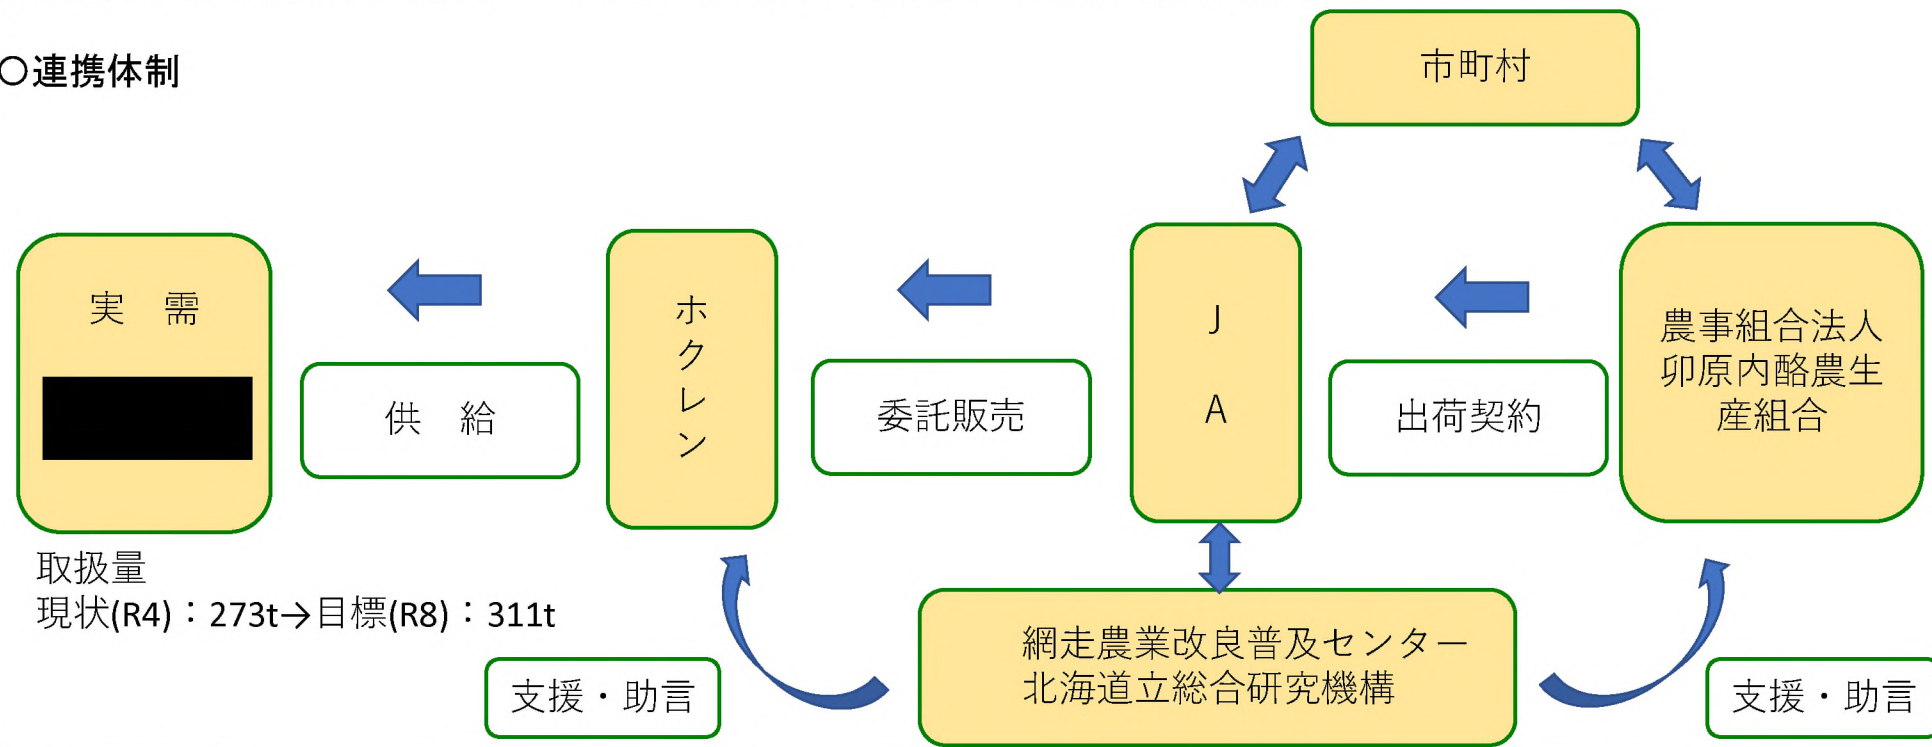 ○連携体制
市町村
実　需
供　給
ホクレン
委託販売
J
A
出荷契約
農事組合法人
卯原内酪農生
産組合
取扱量
現状(R4)：273t→目標(R8)：311t
支援・助言
網走農業改良普及センター
北海道立総合研究機構
支援・助言